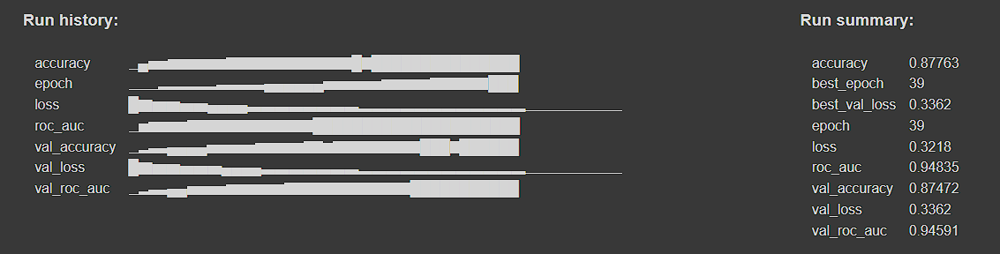 Run history:
accuracy
epoch
loss
roc_auc
val_accuracy
val_loss
val_roc_auc
Run summary:
accuracy 0.87763
best_epoch 39
best_val_loss 0.3362
epoch 39
loss 0.3218
roc_auc 0.94835
val_accuracy 0.87472
val_loss 0.3362
val_roc_auc 0.94591